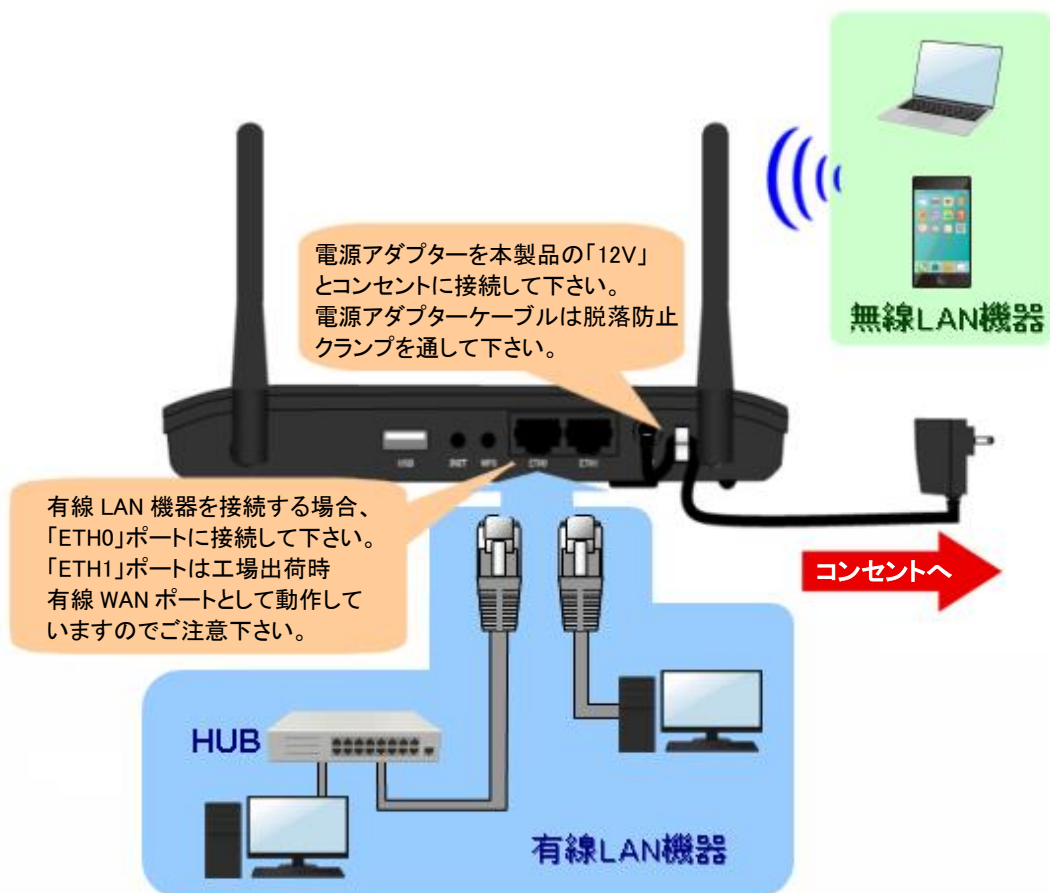 電源アダプターを本製品の「12V」
とコンセントに接続して下さい。
電源アダプターケーブルは脱落防止
クランプを通して下さい。
無線LAN機器
USB INIT WPS ETH0 ETH1
有線 LAN 機器を接続する場合、
「ETH0」ポートに接続して下さい。
「ETH1」ポートは工場出荷時
有線 WAN ポートとして動作して
いますのでご注意下さい。
コンセントへ
HUB
有線LAN機器